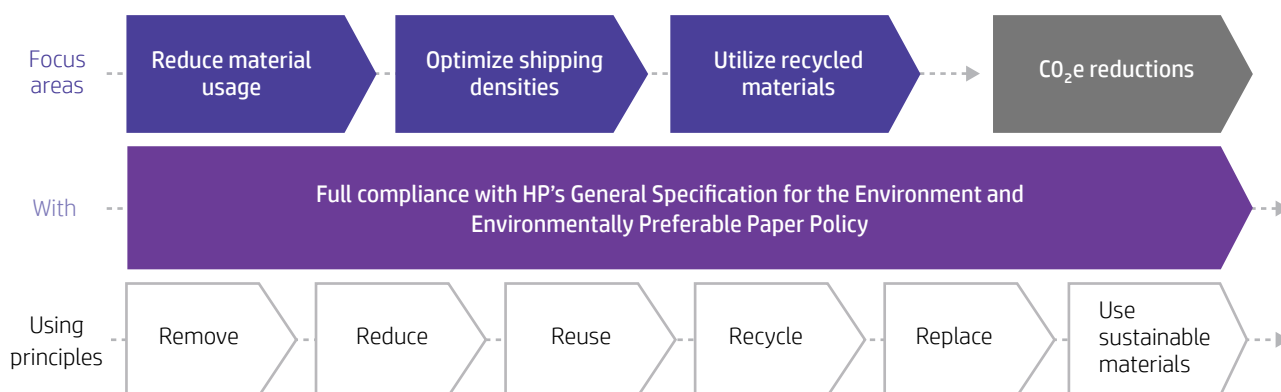 Focus
areas
Reduce material
usage
Optimize shipping
densities
Utilize recycled
materials
CO₂e reductions
With
Full compliance with HP's General Specification for the Environment and
Environmentally Preferable Paper Policy
Using
principles
Remove
Reduce
Reuse
Recycle
Replace
Use
sustainable
materials